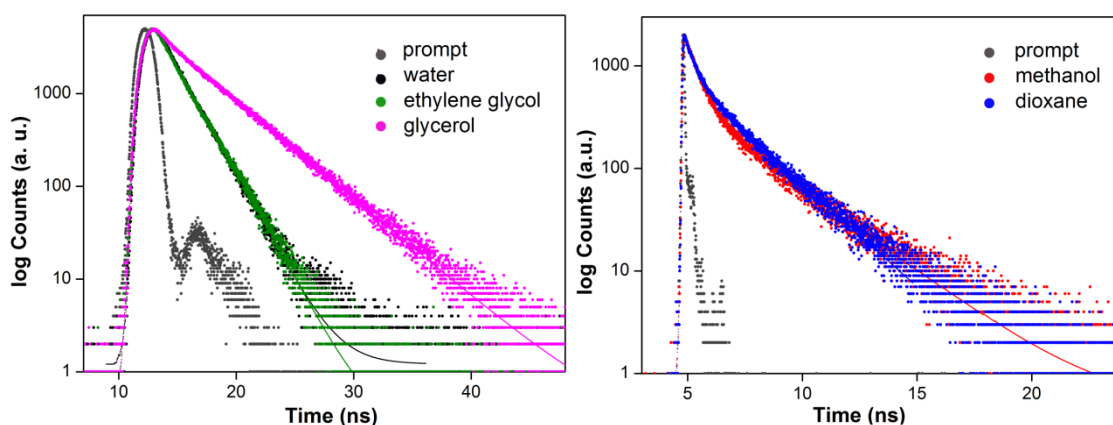 log Counts (a. u.)
1000
100
10
1
prompt
water
ethylene glycol
glycerol
10
20
30
40
Time (ns)
log Counts (a.u.)
1000
100
10
1
prompt
methanol
dioxane
5
10
15
20
Time (ns)